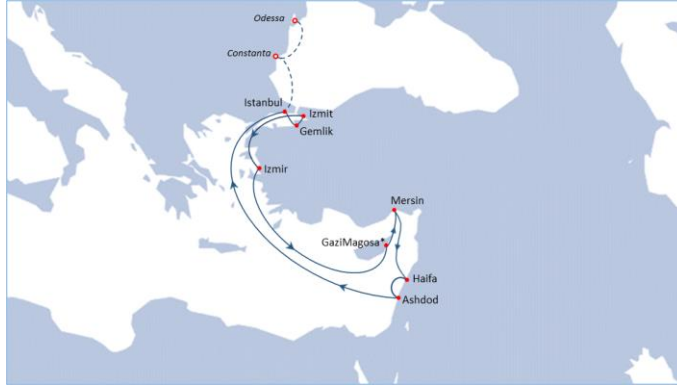 Odessa
Constanta
Istanbul
Izmit
Gemlik
Izmir
Mersin
GaziMagosa*
Haifa
Ashdod